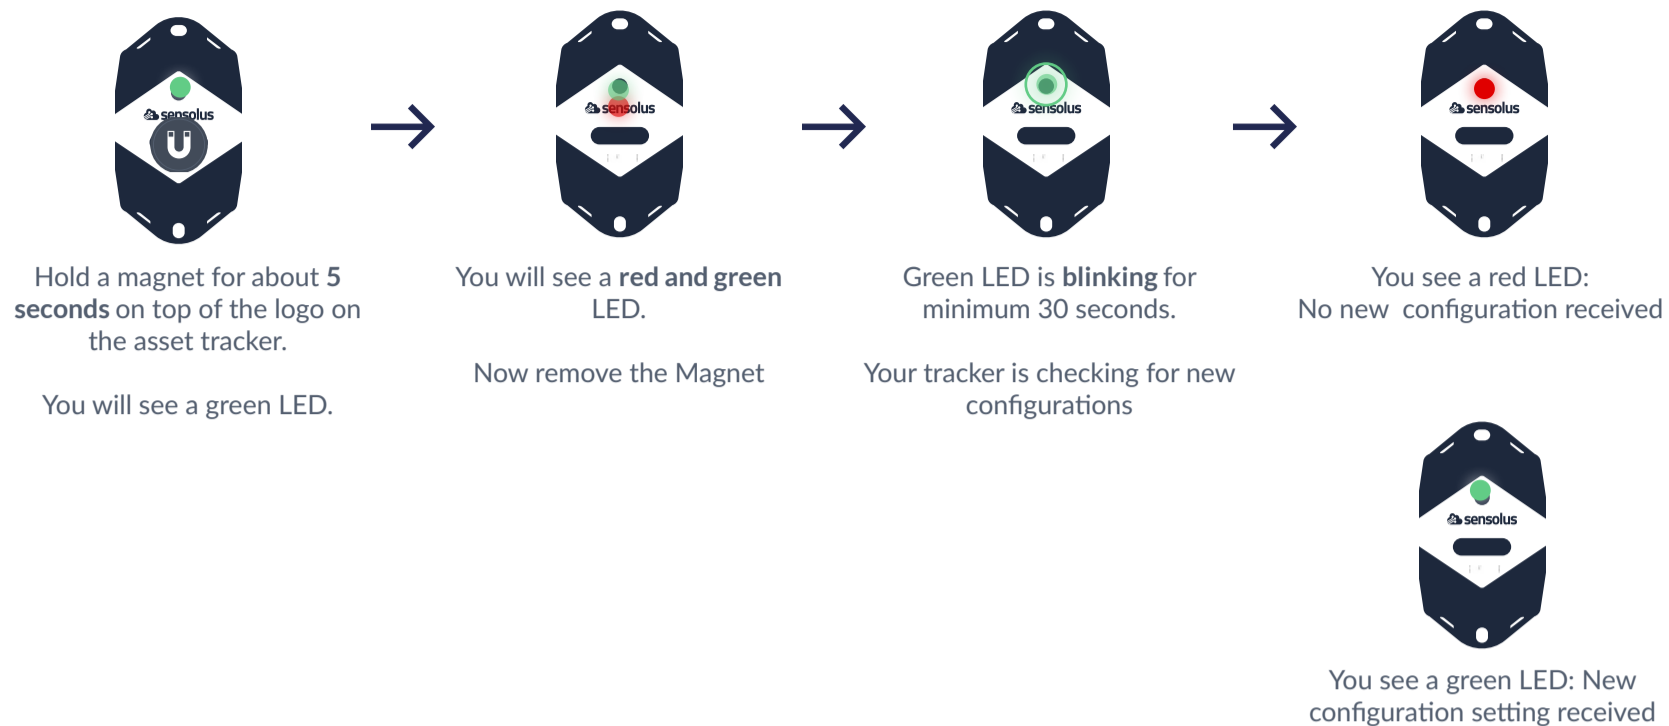 sensolus
Hold a magnet for about 5
seconds on top of the logo on
the asset tracker.
You will see a green LED.
sensolus
You will see a red and green
LED.
Now remove the Magnet
sensolus
Green LED is blinking for
minimum 30 seconds.
Your tracker is checking for new
configurations
sensolus
You see a red LED:
No new  configuration received
sensolus
You see a green LED: New
configuration setting received